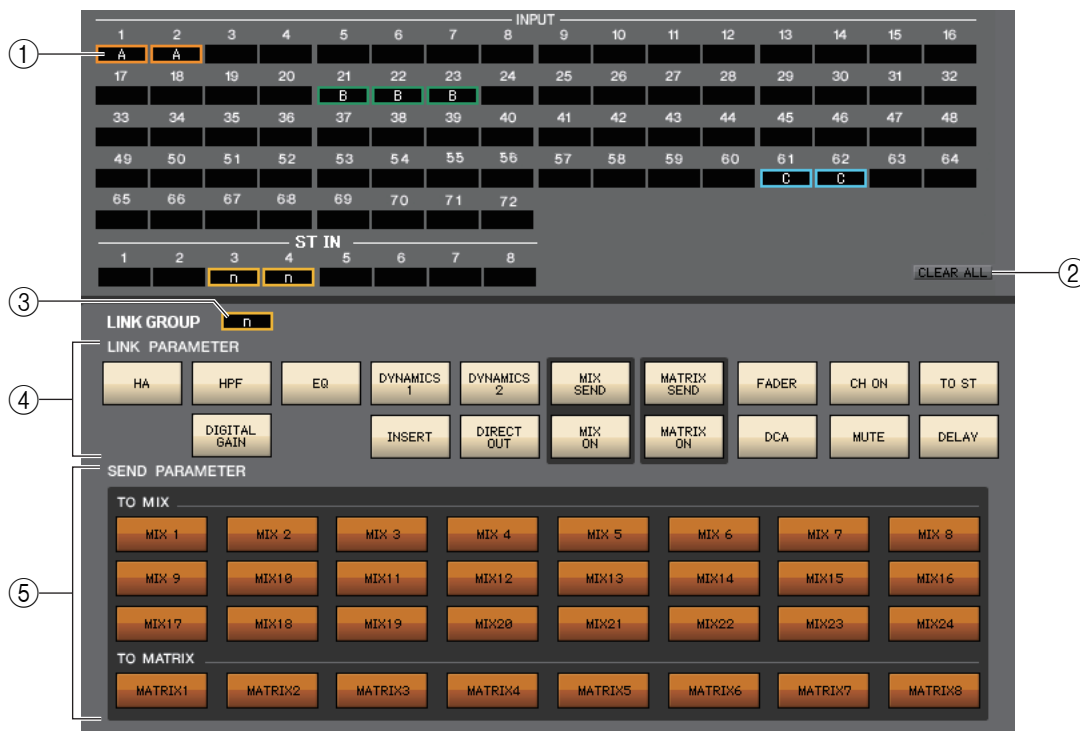 INPUT
1 2 3 4 5 6 7 8 9 10 11 12 13 14 15 16
① A A
17 18 19 20 21 22 23 24 25 26 27 28 29 30 31 32
B B B
33 34 35 36 37 38 39 40 41 42 43 44 45 46 47 48
49 50 51 52 53 54 55 56 57 58 59 60 61 62 63 64
C C
65 66 67 68 69 70 71 72
ST IN
1 2 3 4 5 6 7 8
n n
CLEAR ALL ②
③
LINK GROUP n
LINK PARAMETER
④
HA HPF EQ DYNAMICS 1 DYNAMICS 2 MIX SEND MATRIX SEND FADER CH ON TO ST
DIGITAL GAIN INSERT DIRECT OUT MIX ON MATRIX ON DCA MUTE DELAY
SEND PARAMETER
⑤
TO MIX
MIX 1 MIX 2 MIX 3 MIX 4 MIX 5 MIX 6 MIX 7 MIX 8
MIX 9 MIX10 MIX11 MIX12 MIX13 MIX14 MIX15 MIX16
MIX17 MIX18 MIX19 MIX20 MIX21 MIX22 MIX23 MIX24
TO MATRIX
MATRIX1 MATRIX2 MATRIX3 MATRIX4 MATRIX5 MATRIX6 MATRIX7 MATRIX8